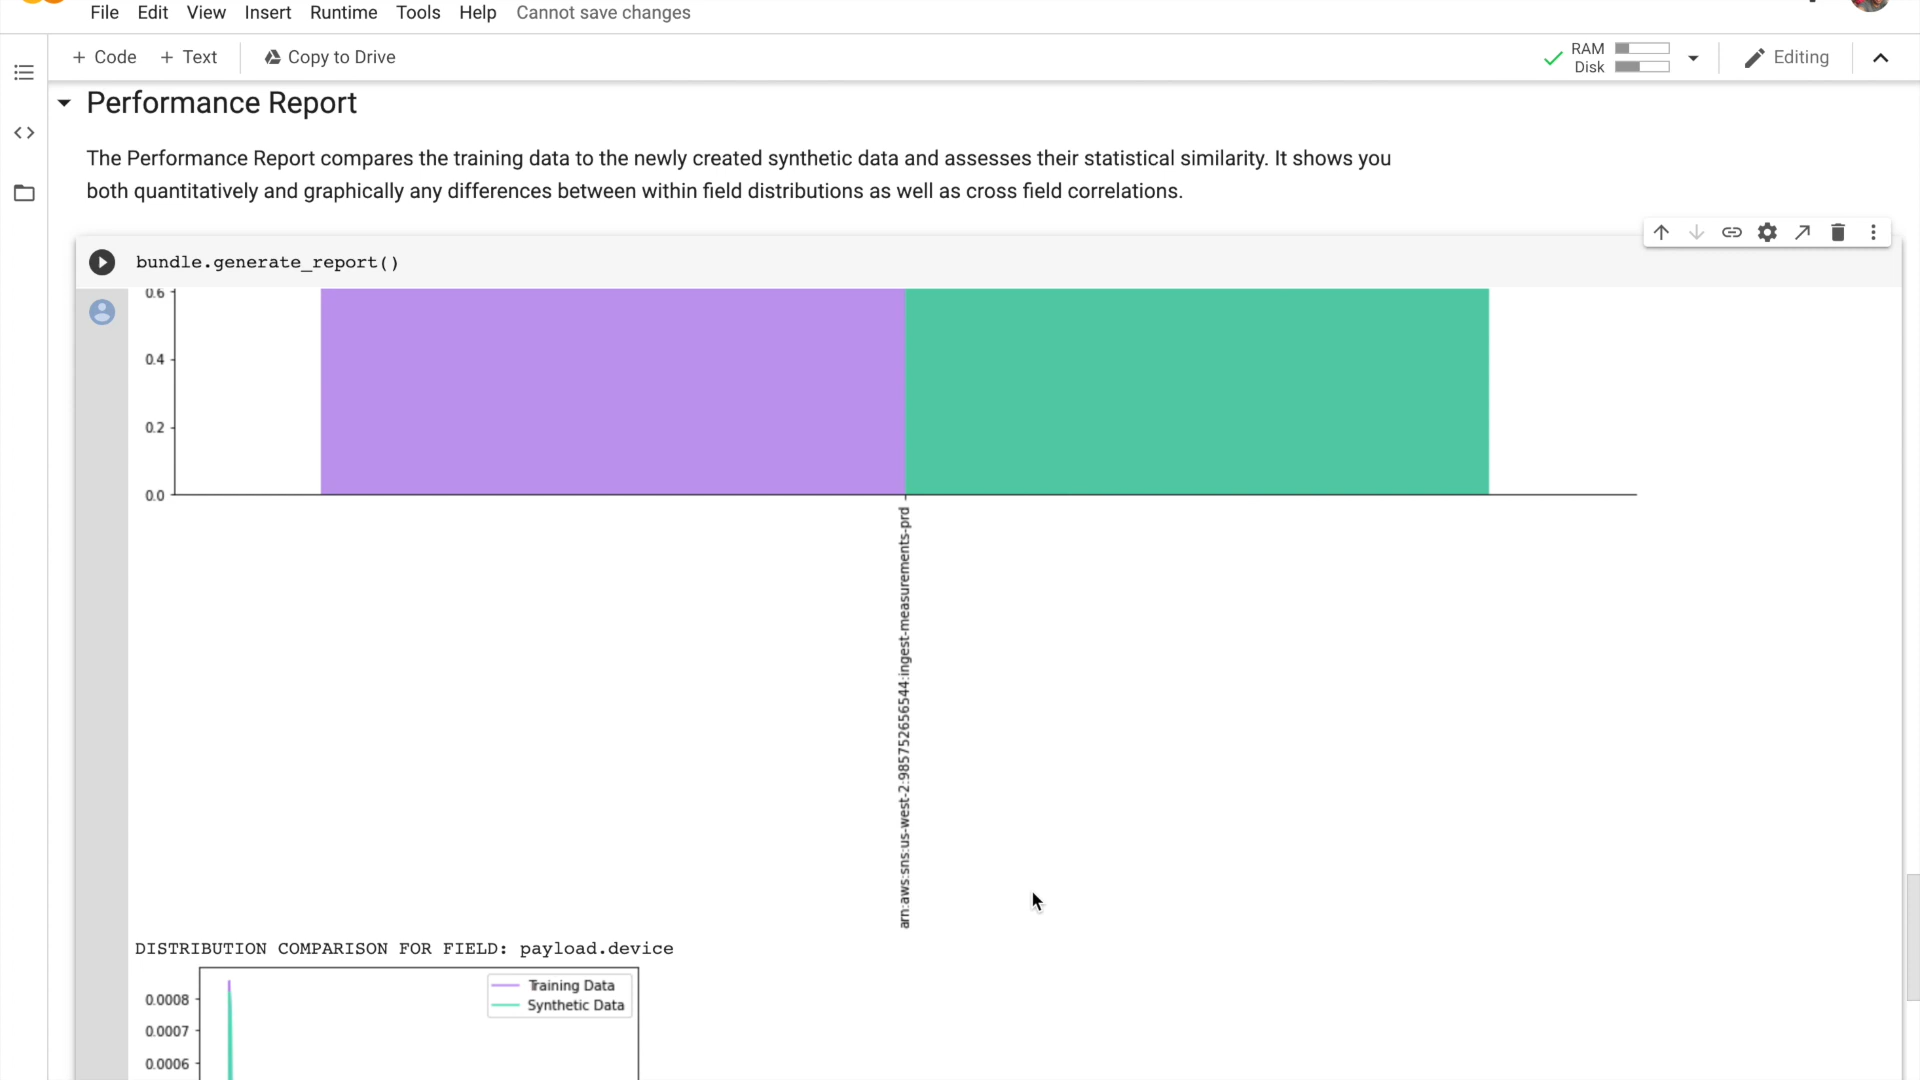 File Edit View Insert Runtime Tools Help Cannot save changes
+ Code + Text Copy to Drive
RAM
Disk
Editing
Performance Report
The Performance Report compares the training data to the newly created synthetic data and assesses their statistical similarity. It shows you
both quantitatively and graphically any differences between within field distributions as well as cross field correlations.
bundle.generate_report()
0.6
0.4
0.2
0.0
arn:aws:sns:us-west-2:985752656544:ingest-measurements-prd
DISTRIBUTION COMPARISON FOR FIELD: payload.device
Training Data
Synthetic Data
0.0008
0.0007
0.0006